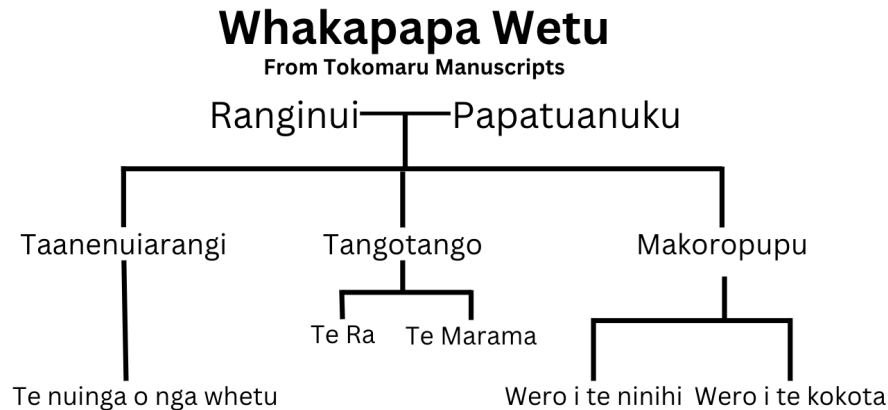 Whakapapa Wetu
From Tokomaru Manuscripts
Ranginui Papatuanuku
Taanenuiarangi Tangotango Makoropupu
Te Ra Te Marama
Te nuinga o nga whetu Wero i te ninihi Wero i te kokota